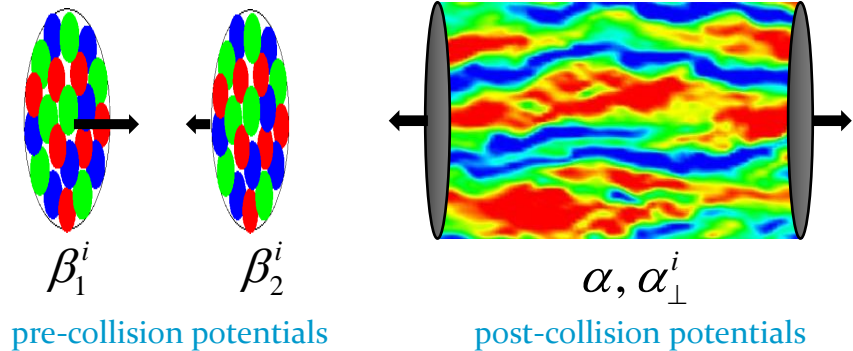 β₁ⁱ β₂ⁱ α, α⊥ⁱ
pre-collision potentials post-collision potentials